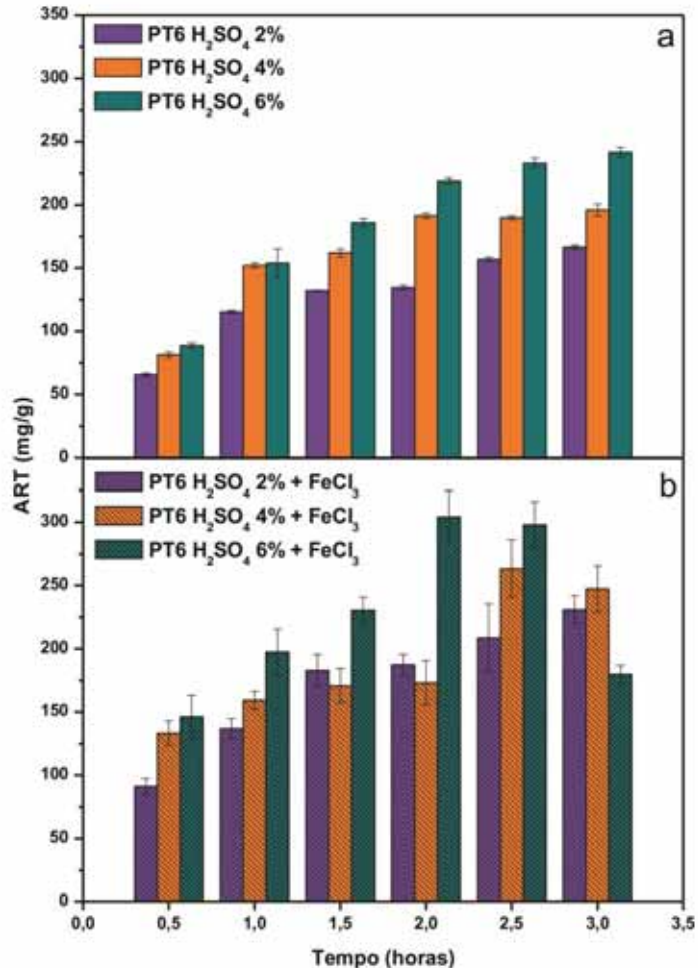 350
300
250
200
150
100
50
0
a
PT6 H₂SO₄ 2%
PT6 H₂SO₄ 4%
PT6 H₂SO₄ 6%
ART (mg/g)
300
250
200
150
100
50
0
b
PT6 H₂SO₄ 2% + FeCl₃
PT6 H₂SO₄ 4% + FeCl₃
PT6 H₂SO₄ 6% + FeCl₃
0,0 0,5 1,0 1,5 2,0 2,5 3,0 3,5
Tempo (horas)